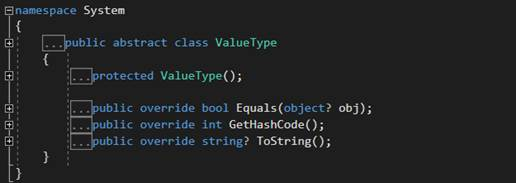 namespace System
{
...public abstract class ValueType
{
...protected ValueType();
...public override bool Equals(object? obj);
...public override int GetHashCode();
...public override string? ToString();
}
}